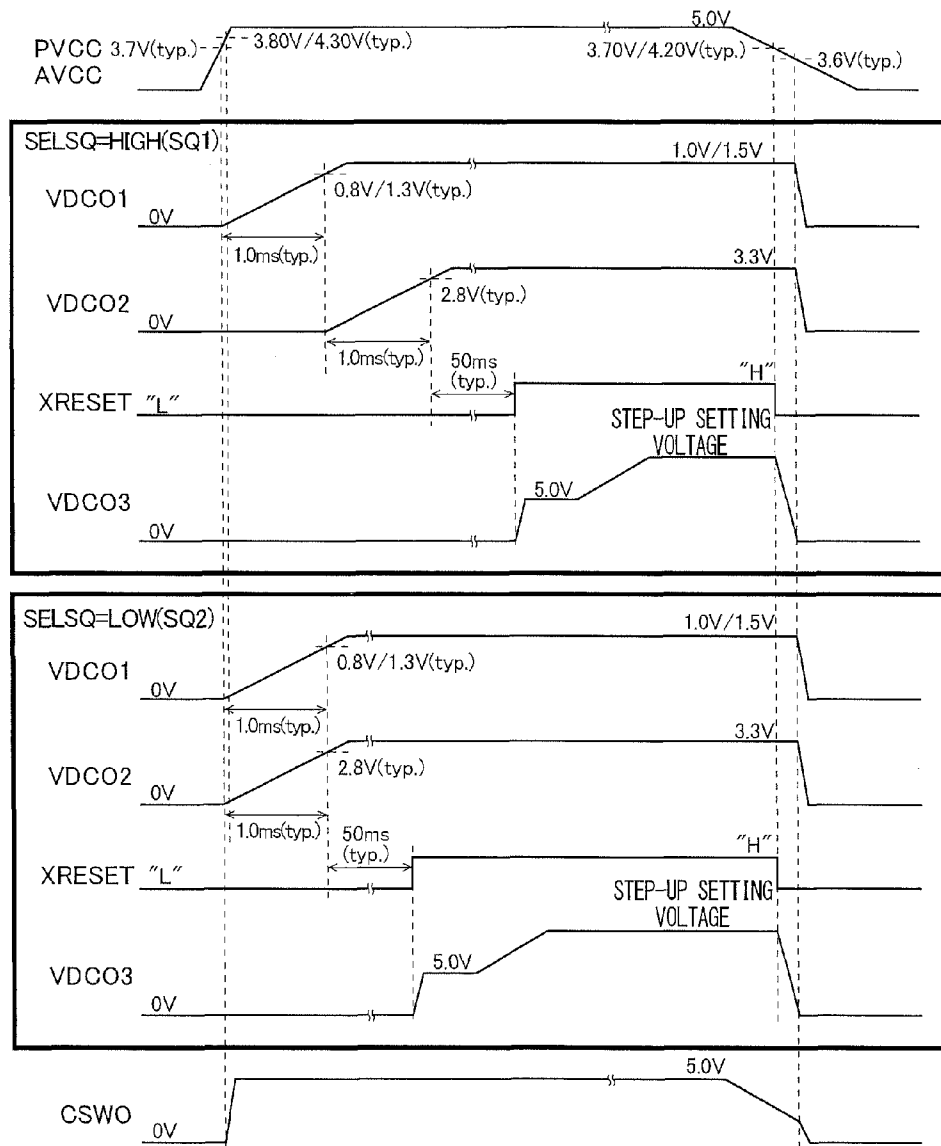 5.0V
PVCC 3.7V(typ.) 3.80V/4.30V(typ.) 3.70V/4.20V(typ.)
AVCC 3.6V(typ.)
SELSQ=HIGH(SQ1)
1.0V/1.5V
VDCO1 0.8V/1.3V(typ.)
0V
1.0ms(typ.)
3.3V
VDCO2 2.8V(typ.)
0V
1.0ms(typ.) 50ms
(typ.)
"H"
XRESET "L"
STEP-UP SETTING
VOLTAGE
VDCO3 5.0V
0V
SELSQ=LOW(SQ2)
1.0V/1.5V
VDCO1 0.8V/1.3V(typ.)
0V
1.0ms(typ.)
3.3V
VDCO2 2.8V(typ.)
0V
1.0ms(typ.) 50ms
(typ.)
"H"
XRESET "L"
STEP-UP SETTING
VOLTAGE
VDCO3 5.0V
0V
5.0V
CSWO 0V